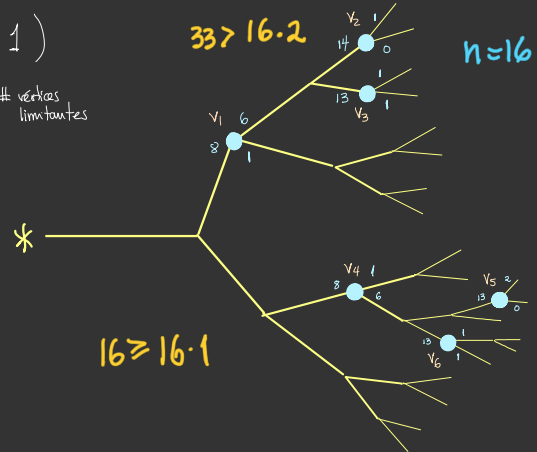 1)
# vértices
limitantes
33 > 16·2
n=16
V₂ 1
14 0
1
13 1
V₃
V₁ 6
8 1
*
V₄ 1
8 6
V₅ 2
13 0
13 1
1
V₆
16 ≥ 16·1